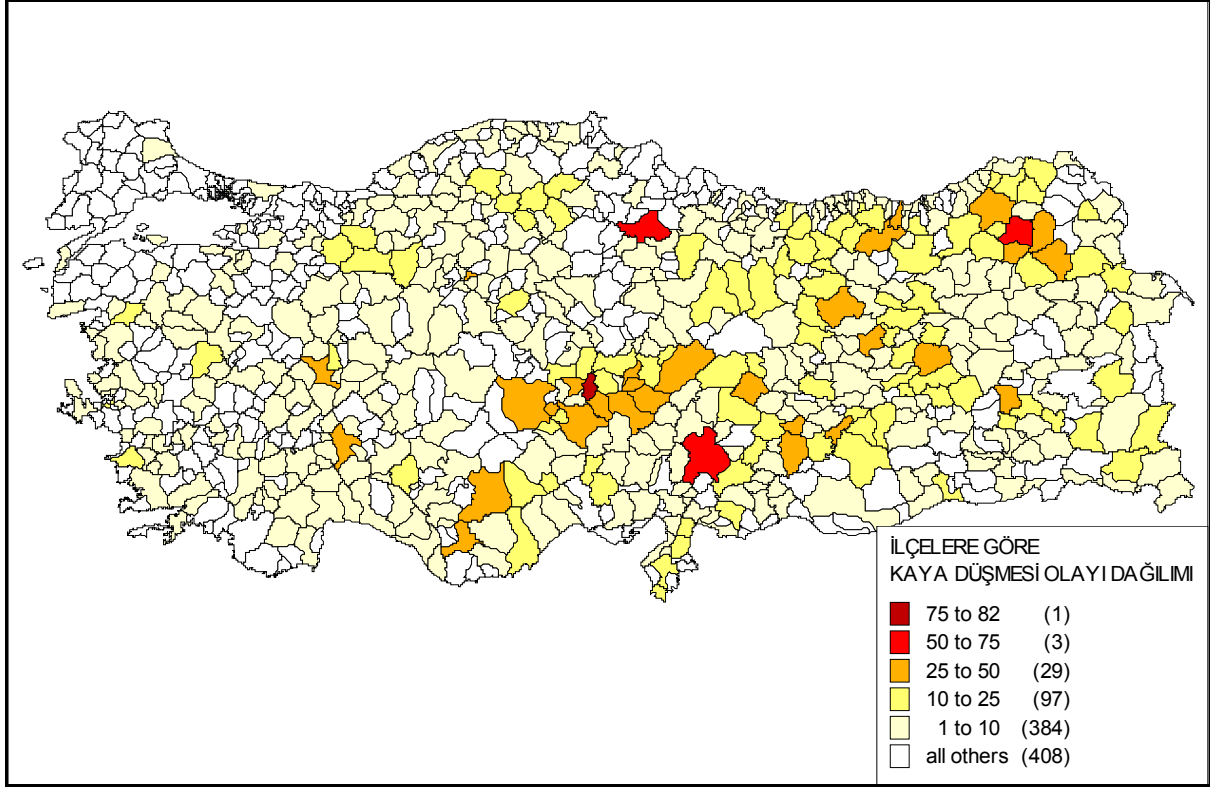 İLÇELERE GÖRE
KAYA DÜŞMESİ OLAYI DAĞILIMI
75 to 82 (1)
50 to 75 (3)
25 to 50 (29)
10 to 25 (97)
1 to 10 (384)
all others (408)